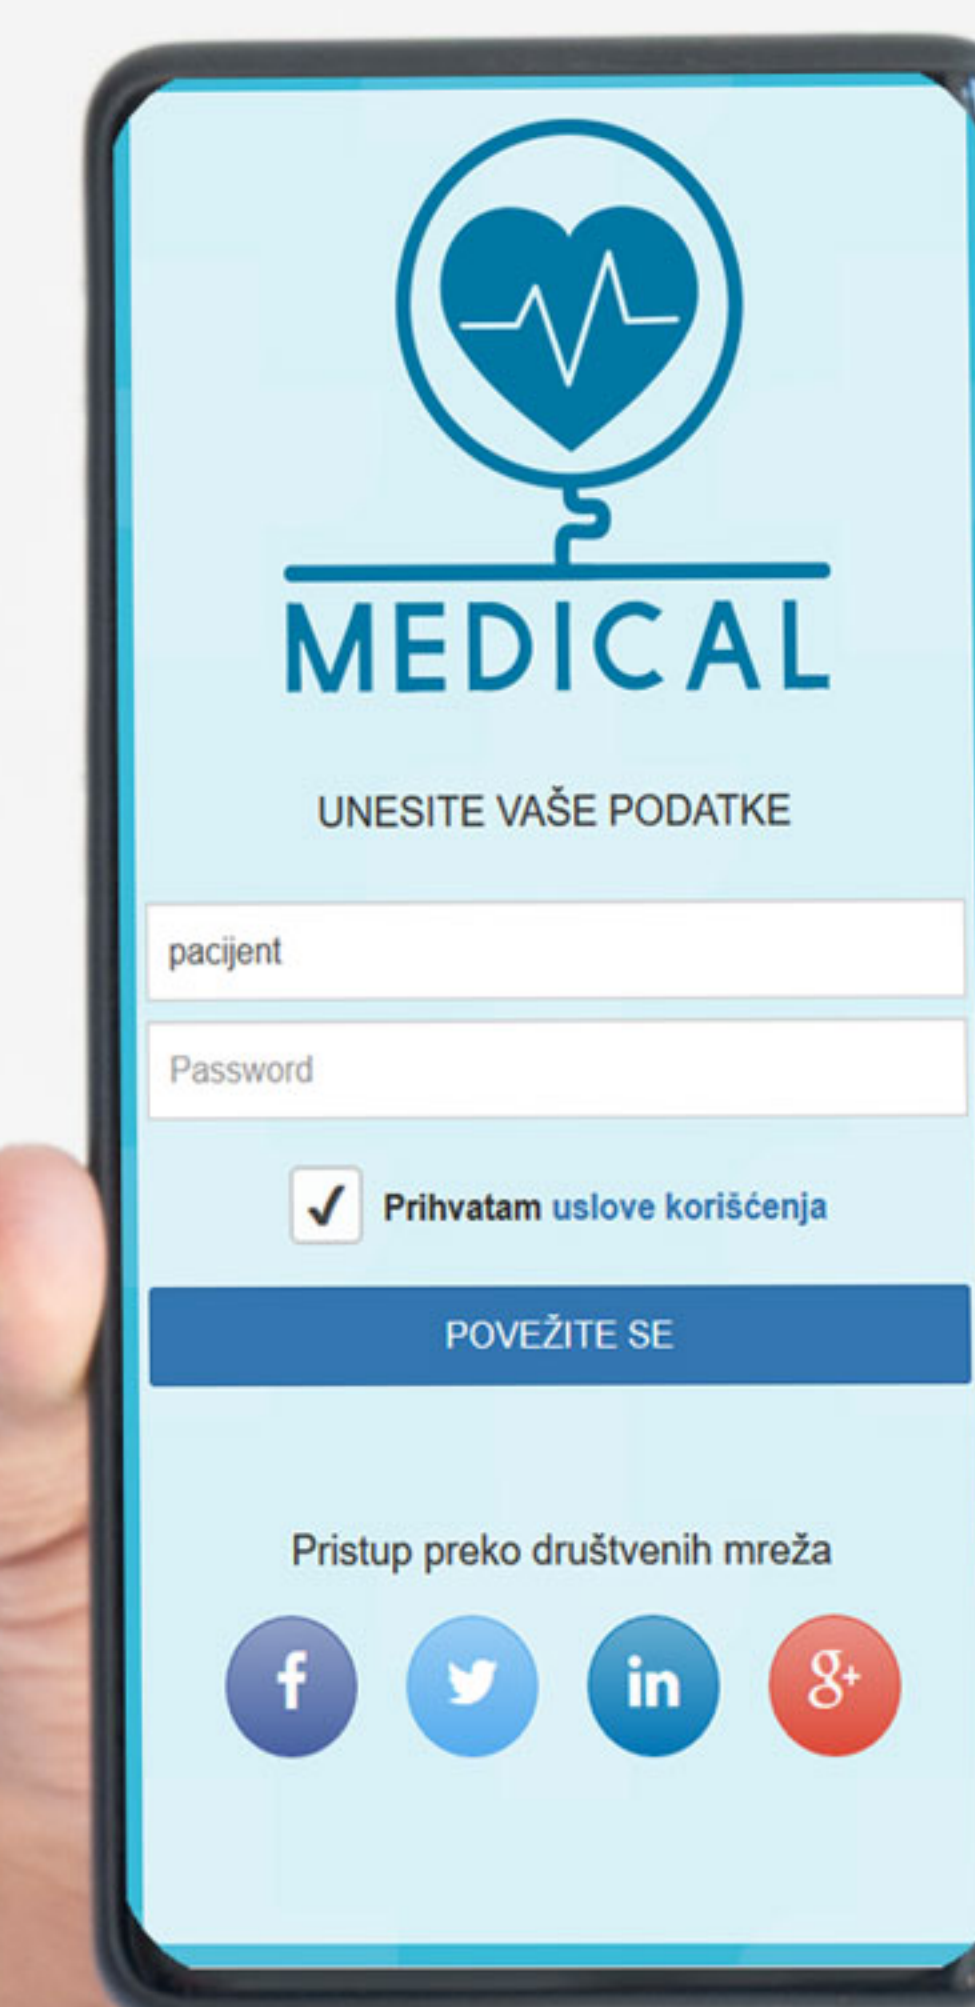 MEDICAL
UNESITE VAŠE PODATKE
pacijent
Password
Prihvatam uslove korišćenja
POVEŽITE SE
Pristup preko društvenih mreža
f in g+